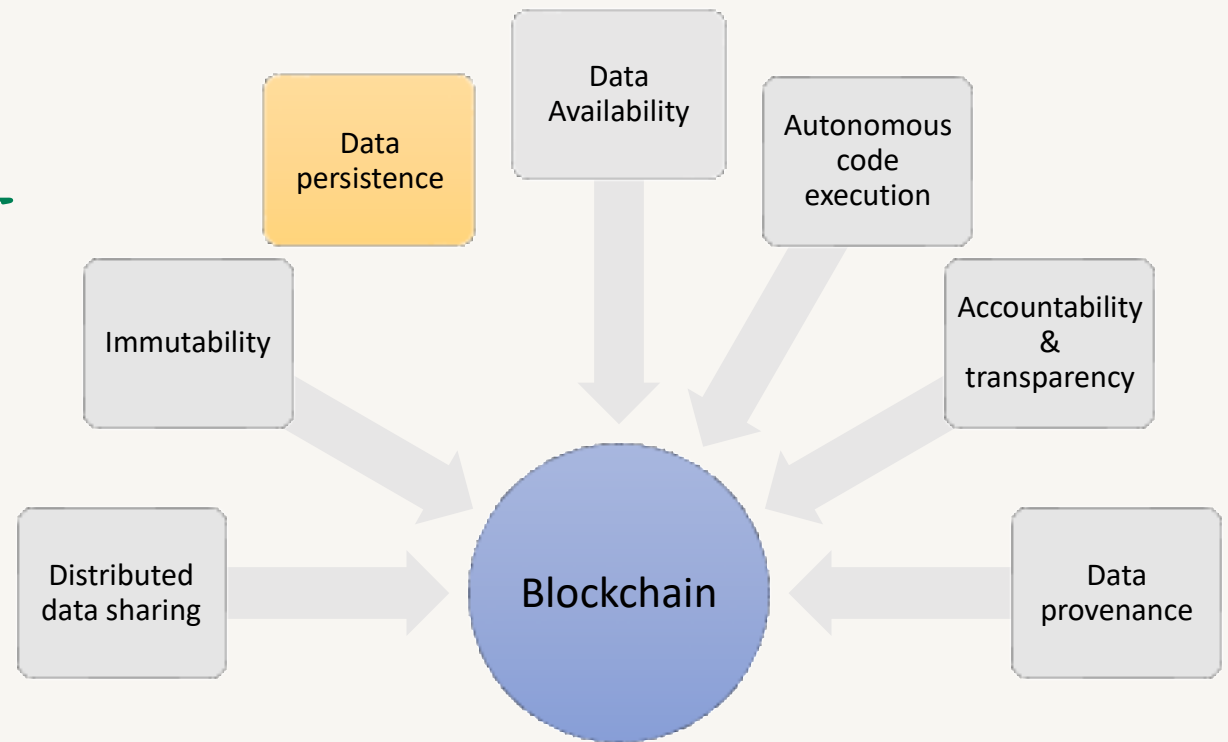 Data
Availability
Data
persistence
Autonomous
code
execution
Immutability
Accountability
&
transparency
Distributed
data sharing
Blockchain
Data
provenance